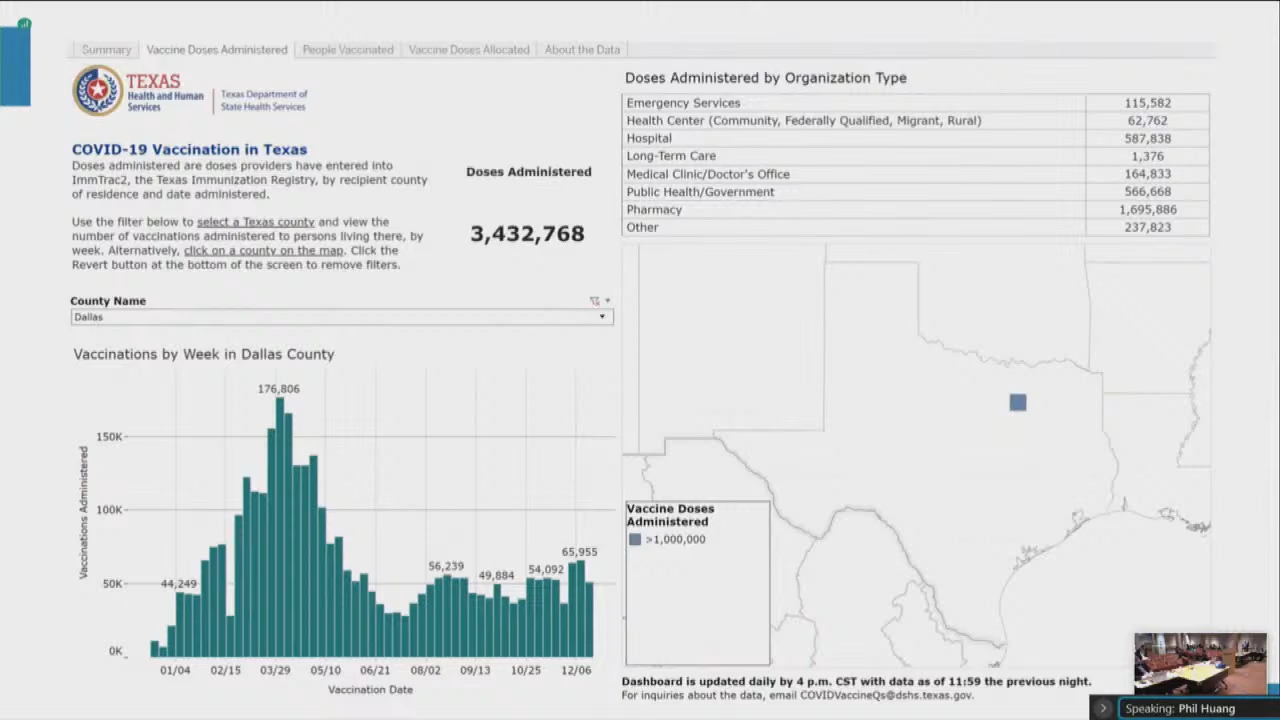 Summary
Vaccine Doses Administered
People Vaccinated
Vaccine Doses Allocated
About the Data
TEXAS
Health and Human
Services
Texas Department of
State Health Services
COVID-19 Vaccination in Texas
Doses administered are doses providers have entered into
ImmTrac2, the Texas Immunization Registry, by recipient county
of residence and date administered.
Use the filter below to select a Texas county and view the
number of vaccinations administered to persons living there, by
week. Alternatively, click on a county on the map. Click the
Revert button at the bottom of the screen to remove filters.
Doses Administered
3,432,768
County Name
Dallas
Vaccinations by Week in Dallas County
176,806
150K
100K
50K
0K
44,249
56,239
49,884
54,092
65,955
Vaccinations Administered
01/04 02/15 03/29 05/10 06/21 08/02 09/13 10/25 12/06
Vaccination Date
Doses Administered by Organization Type
Emergency Services 115,582
Health Center (Community, Federally Qualified, Migrant, Rural) 62,762
Hospital 587,838
Long-Term Care 1,376
Medical Clinic/Doctor's Office 164,833
Public Health/Government 566,668
Pharmacy 1,695,886
Other 237,823
Vaccine Doses
Administered
>1,000,000
Dashboard is updated daily by 4 p.m. CST with data as of 11:59 the previous night.
For inquiries about the data, email COVIDVaccineQs@dshs.texas.gov.
Speaking: Phil Huang